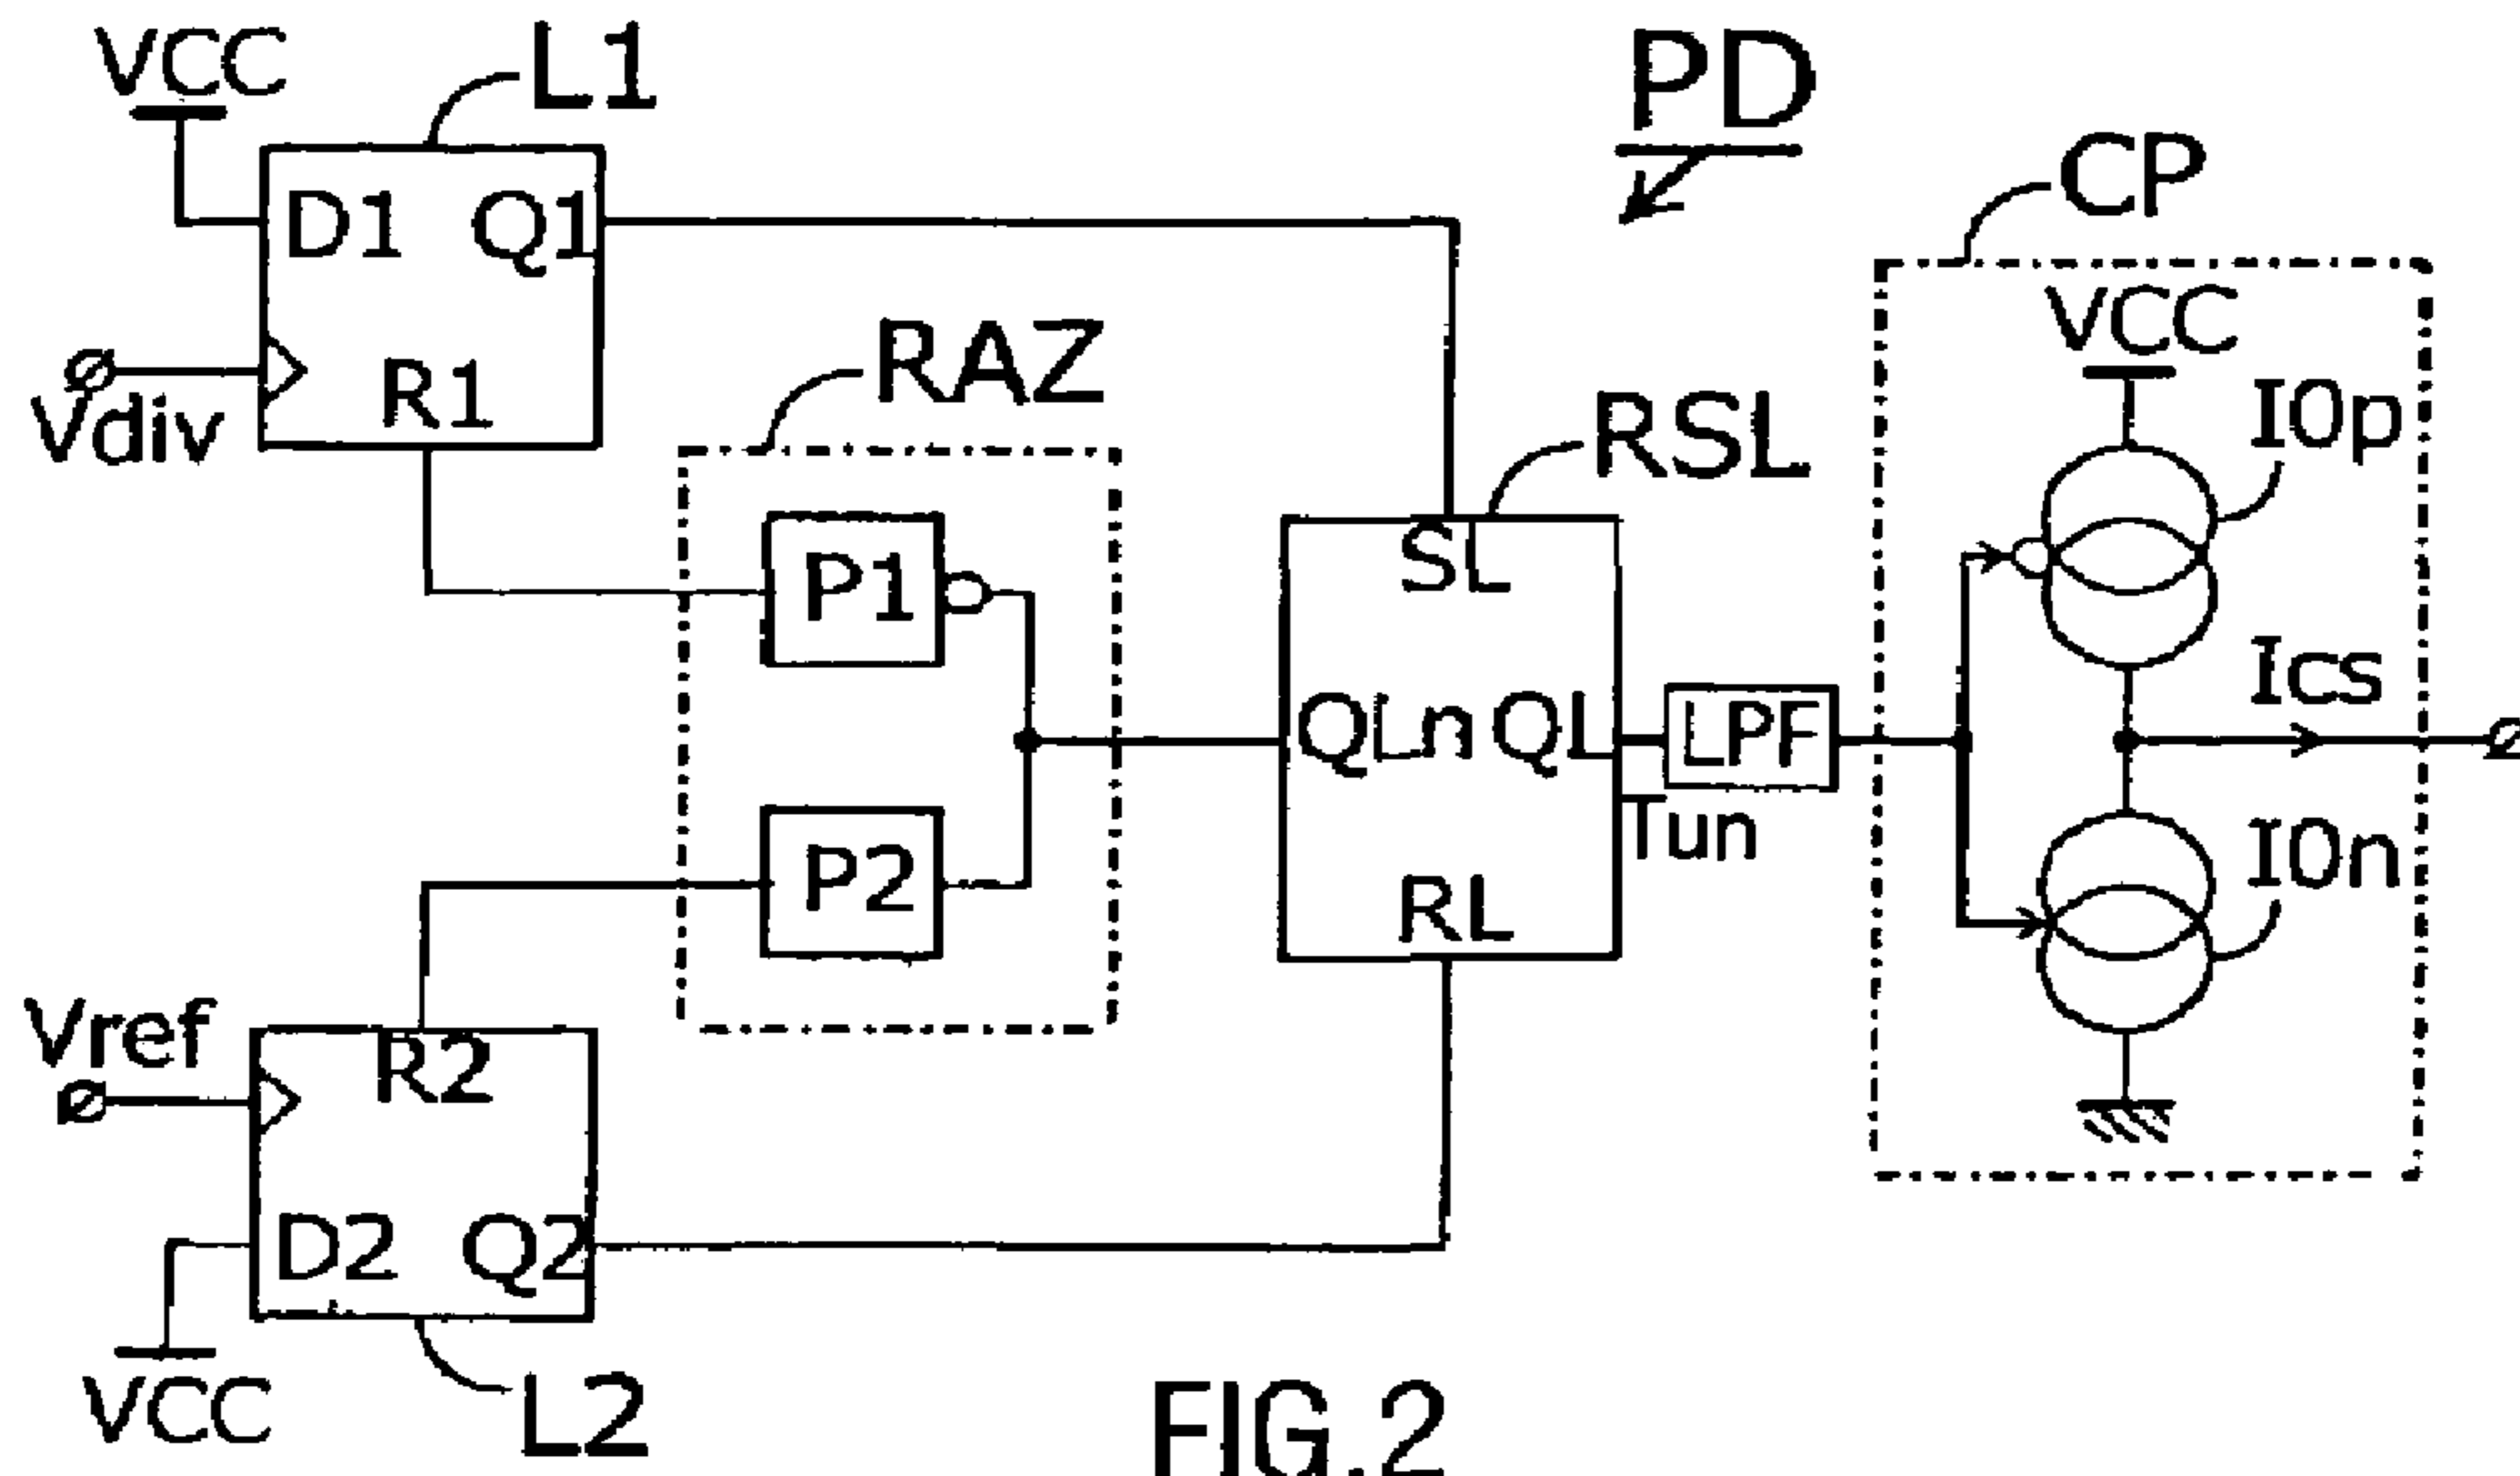 VCC
L1
PD
CP
D1 Q1
VCC
RAZ
I0p
R1
RSL
Vdiv
P1
SL
Ics
QLn QL
LPF
Tun
P2
I0n
RL
Vref
R2
D2 Q2
VCC
L2
FIG.2